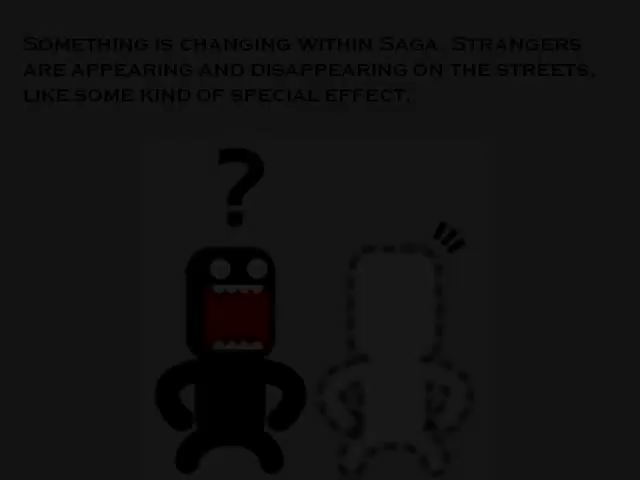 Something is changing within Saga. Strangers
are appearing and disappearing on the streets,
like some kind of special effect.
?